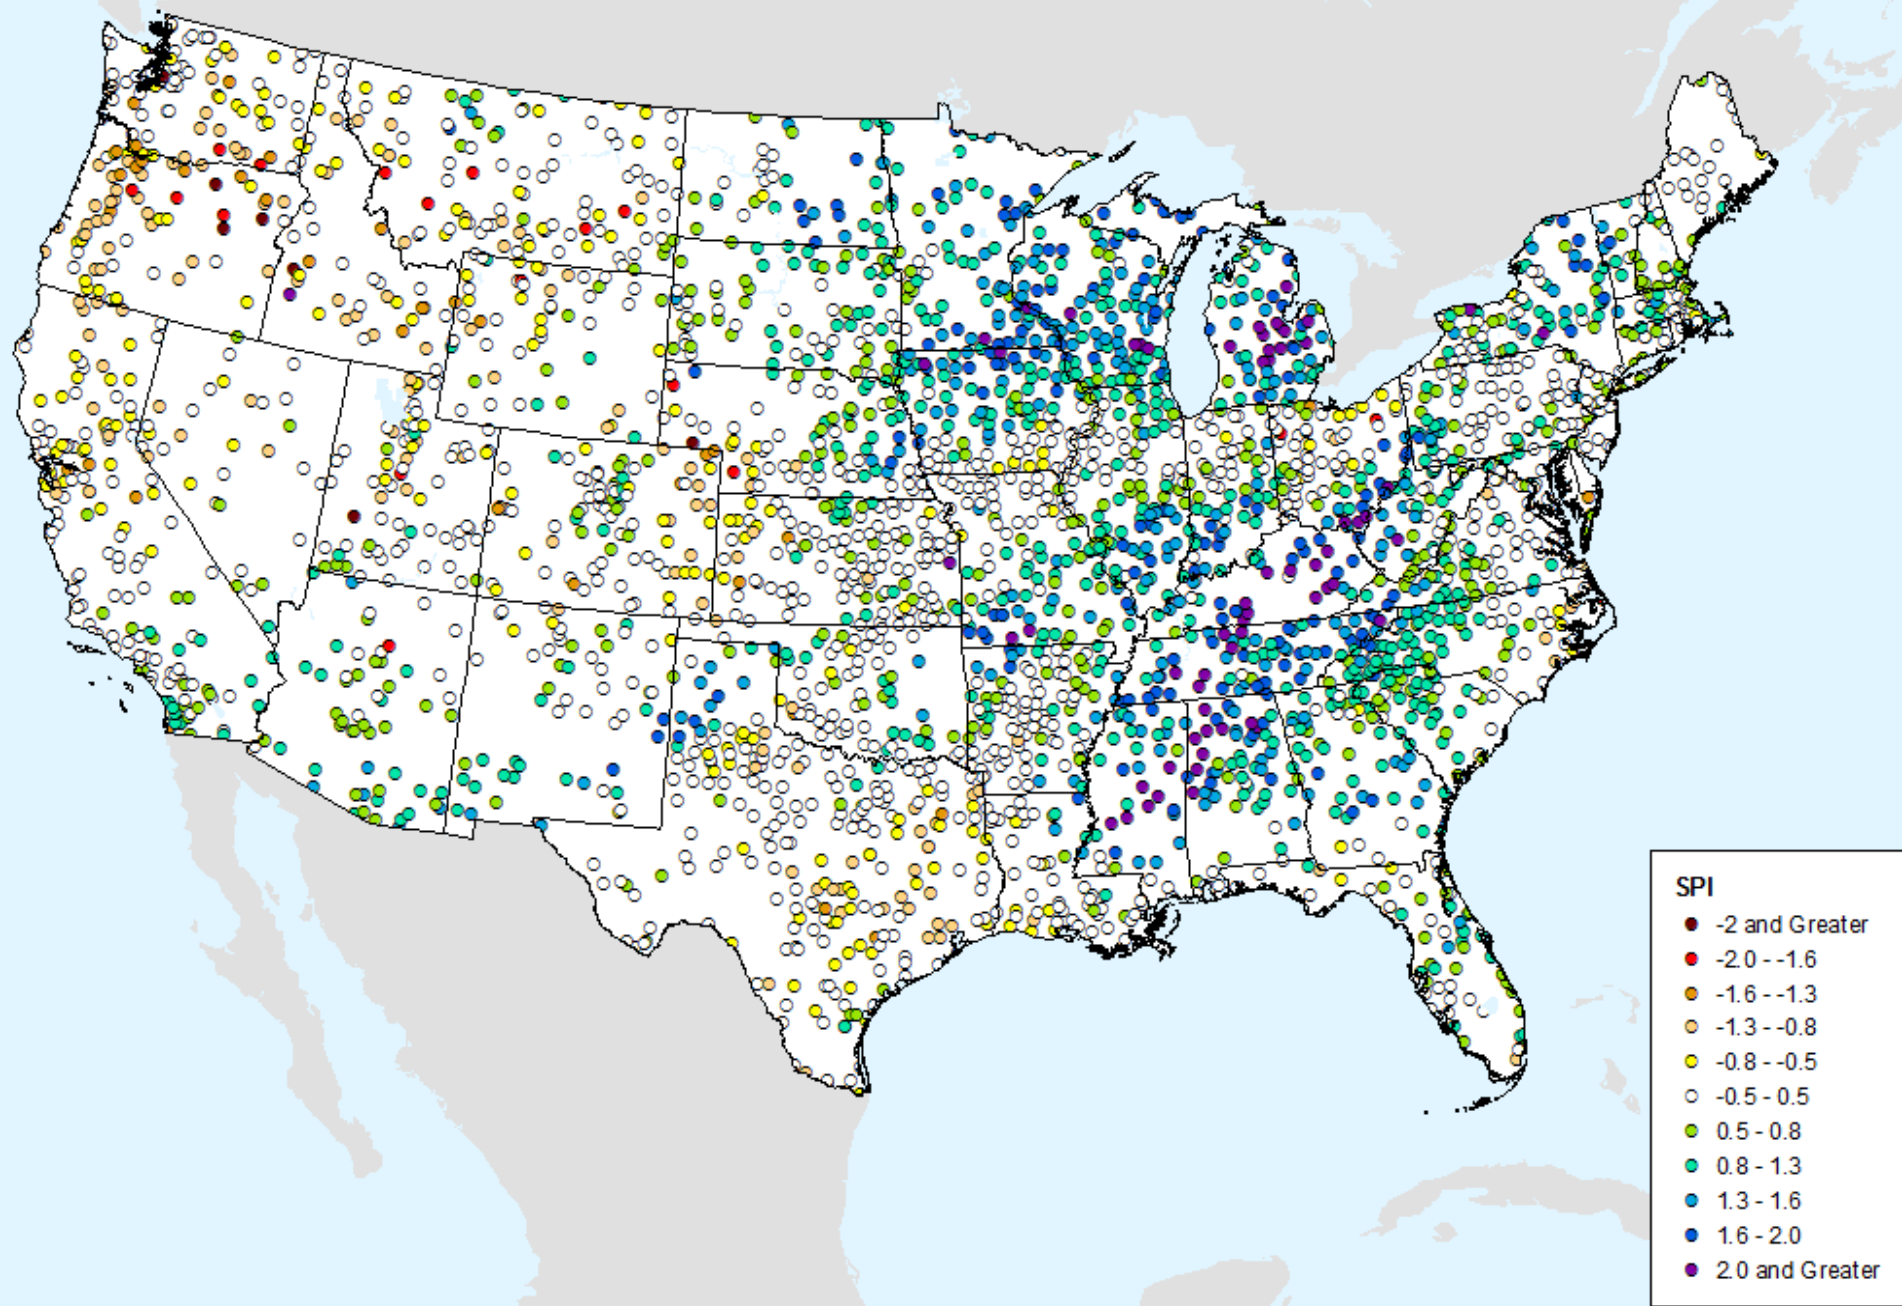 SPI
-2 and Greater
-2.0 - -1.6
-1.6 - -1.3
-1.3 - -0.8
-0.8 - -0.5
-0.5 - 0.5
0.5 - 0.8
0.8 - 1.3
1.3 - 1.6
1.6 - 2.0
2.0 and Greater